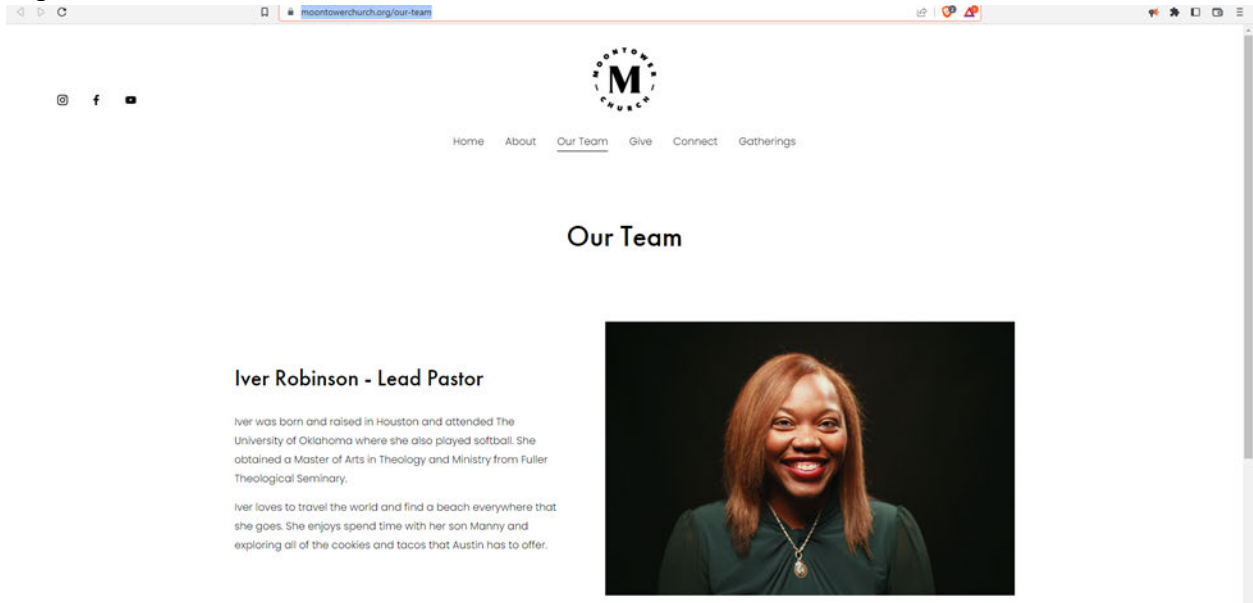 moontowerchurch.org/our-team
MOONTOWER
M
CHURCH
Home About Our Team Give Connect Gatherings
Our Team
Iver Robinson - Lead Pastor
Iver was born and raised in Houston and attended The
University of Oklahoma where she also played softball. She
obtained a Master of Arts in Theology and Ministry from Fuller
Theological Seminary.
Iver loves to travel the world and find a beach everywhere that
she goes. She enjoys spend time with her son Manny and
exploring all of the cookies and tacos that Austin has to offer.